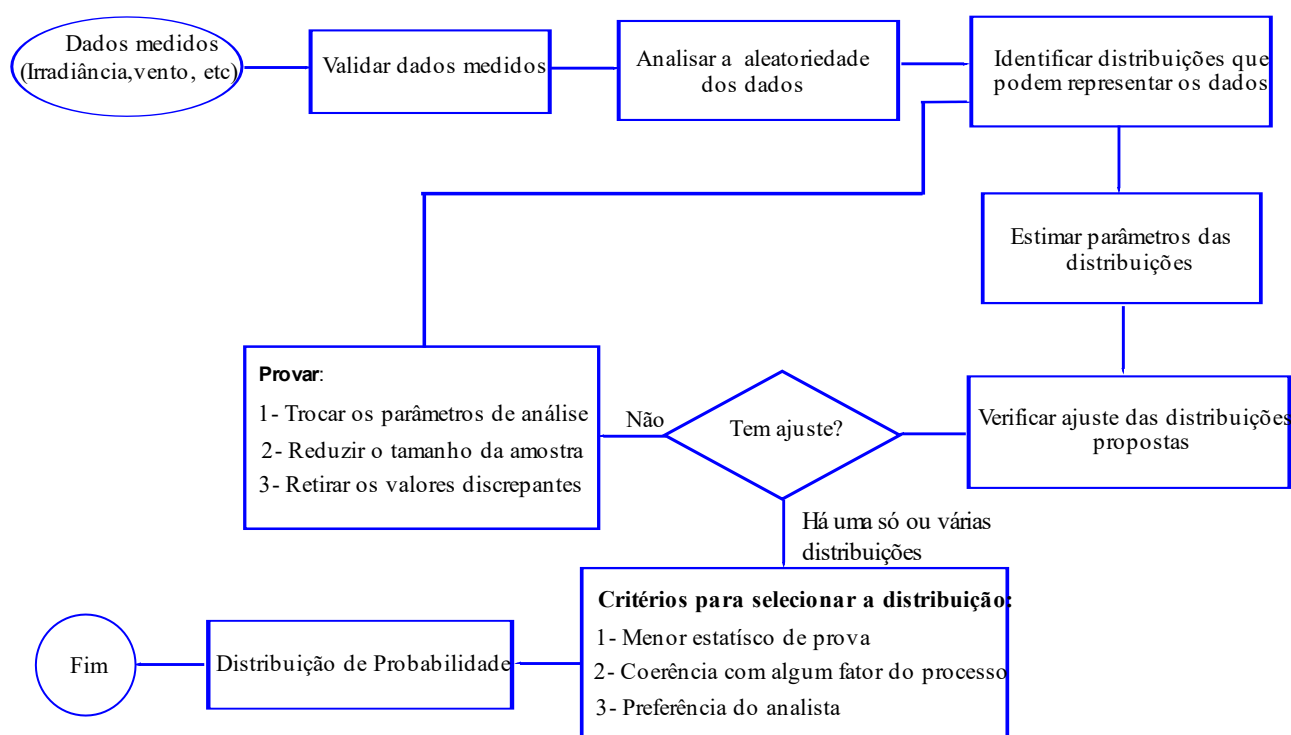 Dados medidos
(Irradiância,vento, etc)
Validar dados medidos
Analisar a aleatoriedade
dos dados
Identificar distribuições que
podem representar os dados
Estimar parâmetros das
distribuições
Verificar ajuste das distribuições
propostas
Tem ajuste?
Não
Provar:
1- Trocar os parâmetros de análise
2- Reduzir o tamanho da amostra
3- Retirar os valores discrepantes
Há uma só ou várias
distribuições
Critérios para selecionar a distribuição:
1- Menor estatísco de prova
2- Coerência com algum fator do processo
3- Preferência do analista
Distribuição de Probabilidade
Fim